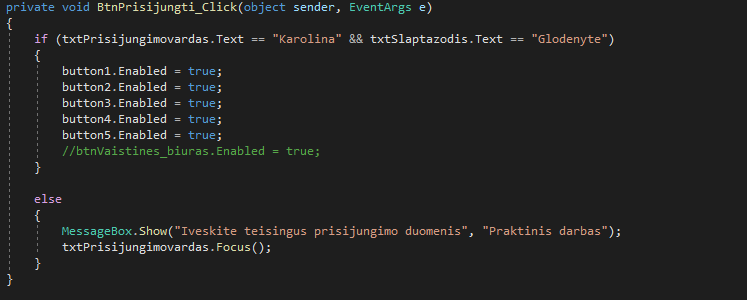 private void BtnPrisijungti_Click(object sender, EventArgs e)
{
if (txtPrisijungimovardas.Text == "Karolina" && txtSlaptazodis.Text == "Glodenyte")
{
button1.Enabled = true;
button2.Enabled = true;
button3.Enabled = true;
button4.Enabled = true;
button5.Enabled = true;
//btnVaistines_biuras.Enabled = true;
}
else
{
MessageBox.Show("Iveskite teisingus prisijungimo duomenis", "Praktinis darbas");
txtPrisijungimovardas.Focus();
}
}